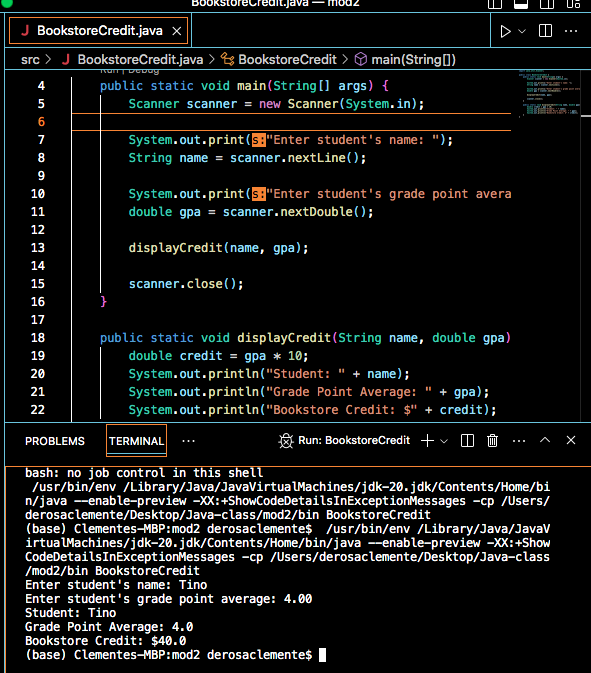 BookstoreCredit.java — mod2
J BookstoreCredit.java ×
src > J BookstoreCredit.java > BookstoreCredit > main(String[])
Run | Debug
4 public static void main(String[] args) {
5 Scanner scanner = new Scanner(System.in);
6
7 System.out.print(s:"Enter student's name: ");
8 String name = scanner.nextLine();
9
10 System.out.print(s:"Enter student's grade point avera
11 double gpa = scanner.nextDouble();
12
13 displayCredit(name, gpa);
14
15 scanner.close();
16 }
17
18 public static void displayCredit(String name, double gpa)
19 double credit = gpa * 10;
20 System.out.println("Student: " + name);
21 System.out.println("Grade Point Average: " + gpa);
22 System.out.println("Bookstore Credit: $" + credit);
PROBLEMS TERMINAL ··· Run: BookstoreCredit
bash: no job control in this shell
/usr/bin/env /Library/Java/JavaVirtualMachines/jdk-20.jdk/Contents/Home/bi
n/java --enable-preview -XX:+ShowCodeDetailsInExceptionMessages -cp /Users/
derosaclemente/Desktop/Java-class/mod2/bin BookstoreCredit
(base) Clementes-MBP:mod2 derosaclemente$ /usr/bin/env /Library/Java/JavaV
irtualMachines/jdk-20.jdk/Contents/Home/bin/java --enable-preview -XX:+Show
CodeDetailsInExceptionMessages -cp /Users/derosaclemente/Desktop/Java-class
/mod2/bin BookstoreCredit
Enter student's name: Tino
Enter student's grade point average: 4.00
Student: Tino
Grade Point Average: 4.0
Bookstore Credit: $40.0
(base) Clementes-MBP:mod2 derosaclemente$